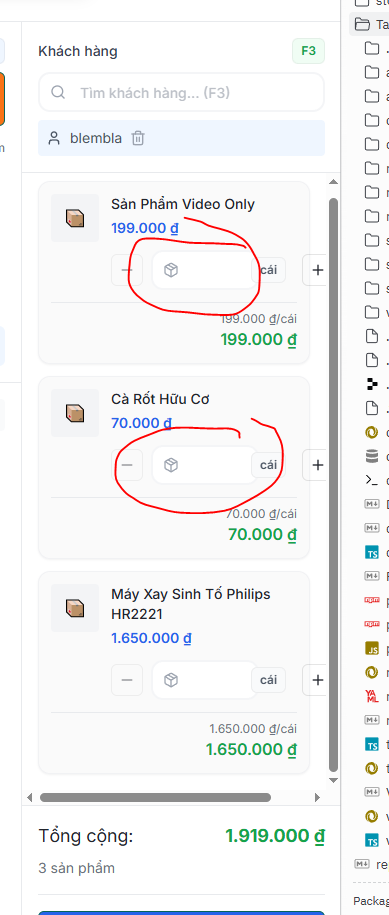 Khách hàng
F3
Tìm khách hàng... (F3)
blembla
Sản Phẩm Video Only
199.000 ₫
cái
199.000 ₫/cái
199.000 ₫
Cà Rốt Hữu Cơ
70.000 ₫
cái
70.000 ₫/cái
70.000 ₫
Máy Xay Sinh Tố Philips
HR2221
1.650.000 ₫
cái
1.650.000 ₫/cái
1.650.000 ₫
Tổng cộng:
1.919.000 ₫
3 sản phẩm
Ta
re
Packag